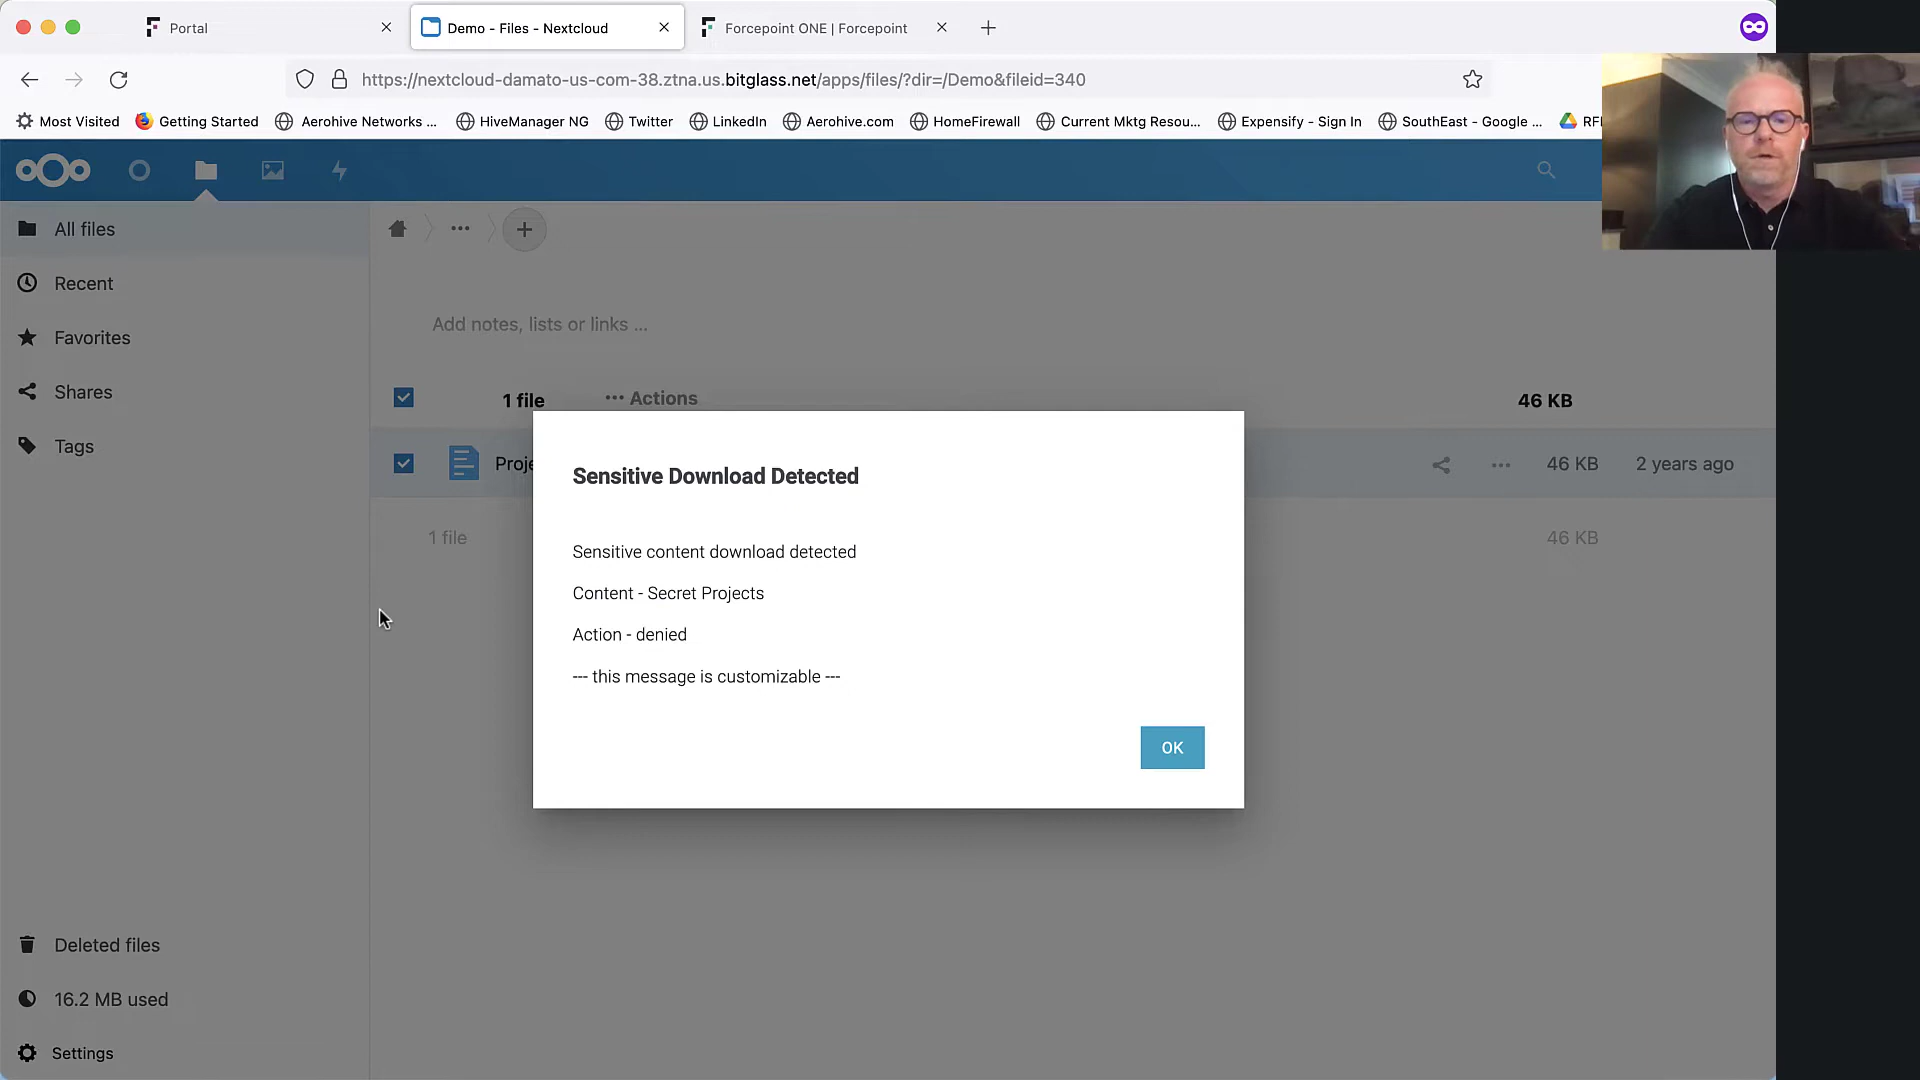 Portal
Demo - Files - Nextcloud
Forcepoint ONE | Forcepoint
https://nextcloud-damato-us-com-38.ztna.us.bitglass.net/apps/files/?dir=/Demo&fileid=340
Most Visited
Getting Started
Aerohive Networks ...
HiveManager NG
Twitter
LinkedIn
Aerohive.com
HomeFirewall
Current Mktg Resou...
Expensify - Sign In
SouthEast - Google ...
RFI
All files
Recent
Favorites
Shares
Tags
Add notes, lists or links ...
1 file
Actions
46 KB
Proje
46 KB
2 years ago
1 file
46 KB
Sensitive Download Detected
Sensitive content download detected
Content - Secret Projects
Action - denied
--- this message is customizable ---
OK
Deleted files
16.2 MB used
Settings